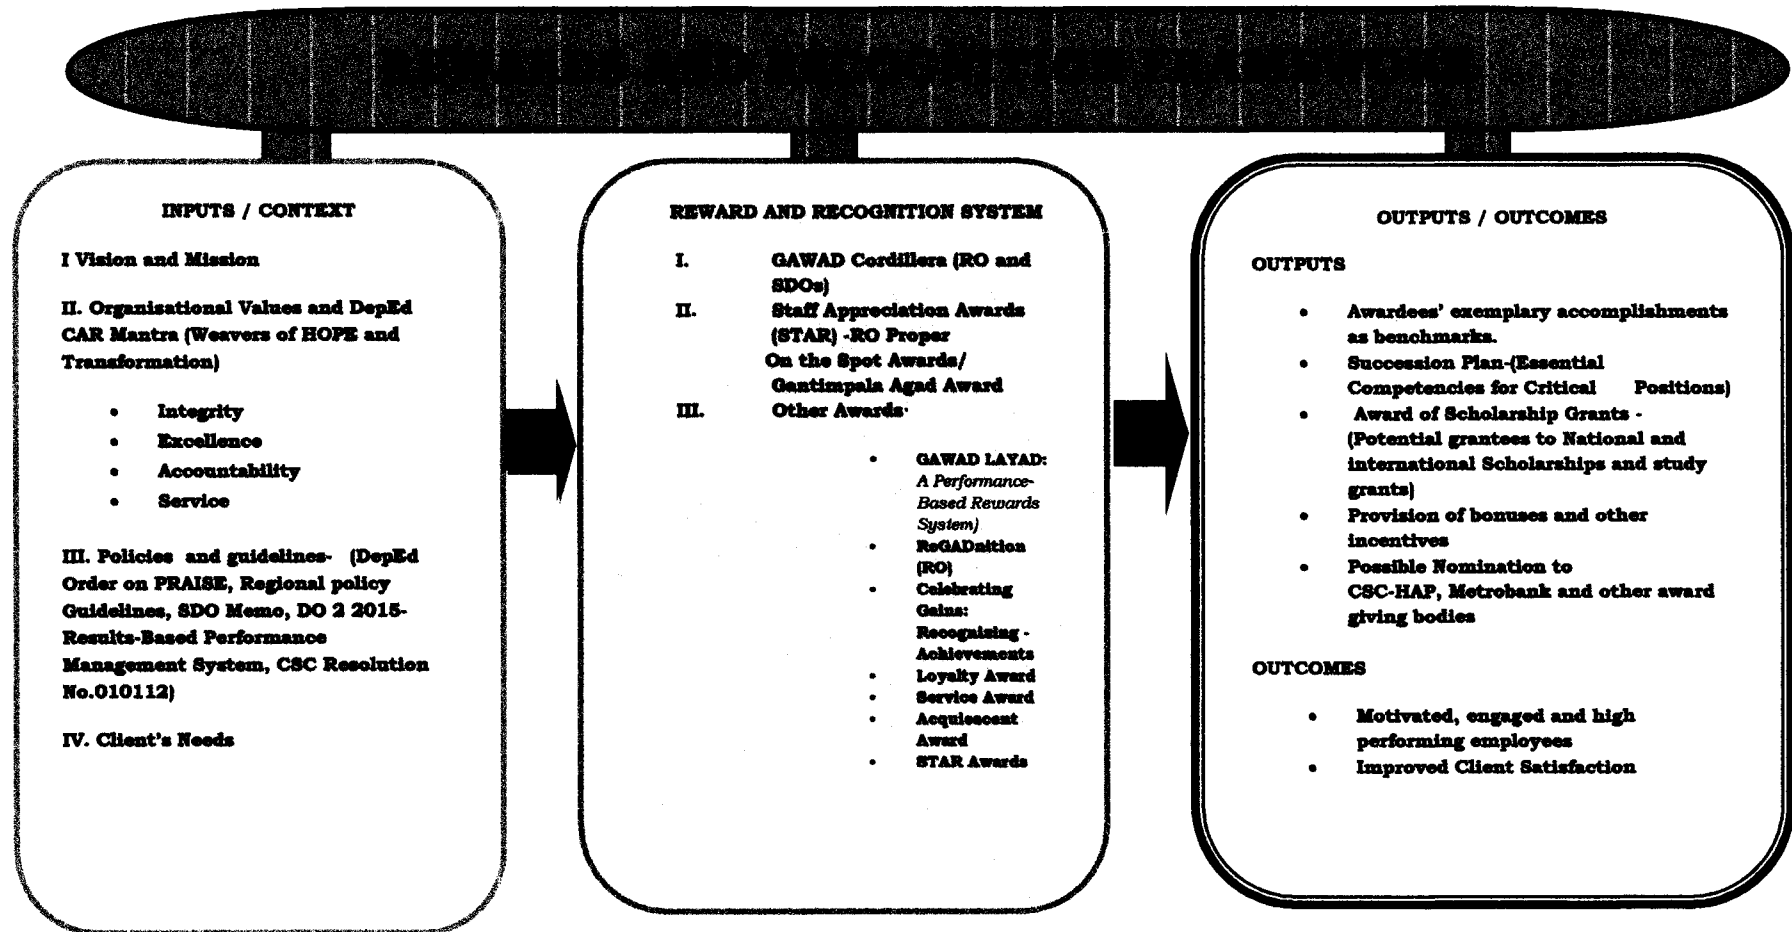 REWARDS AND RECOGNITION FRAMEWORK
INPUTS / CONTEXT
I Vision and Mission
II. Organisational Values and DepEd
CAR Mantra (Weavers of HOPE and
Transformation)
• Integrity
• Excellence
• Accountability
• Service
III. Policies and guidelines- (DepEd
Order on PRAISE, Regional policy
Guidelines, SDO Memo, DO 2 2015-
Results-Based Performance
Management System, CSC Resolution
No.010112)
IV. Client's Needs
REWARD AND RECOGNITION SYSTEM
I. GAWAD Cordillera (RO and
SDOs)
II. Staff Appreciation Awards
(STAR) -RO Proper
On the Spot Awards/
Gantimpala Agad Award
III. Other Awards
• GAWAD LAYAD:
A Performance-
Based Rewards
System)
• ReGADnition
(RO)
• Celebrating
Gains:
Recognizing -
Achievements
• Loyalty Award
• Service Award
• Acquiescent
Award
• STAR Awards
OUTPUTS / OUTCOMES
OUTPUTS
• Awardees' exemplary accomplishments
as benchmarks.
• Succession Plan-(Essential
Competencies for Critical Positions)
• Award of Scholarship Grants -
(Potential grantees to National and
international Scholarships and study
grants)
• Provision of bonuses and other
incentives
• Possible Nomination to
CSC-HAP, Metrobank and other award
giving bodies
OUTCOMES
• Motivated, engaged and high
performing employees
• Improved Client Satisfaction